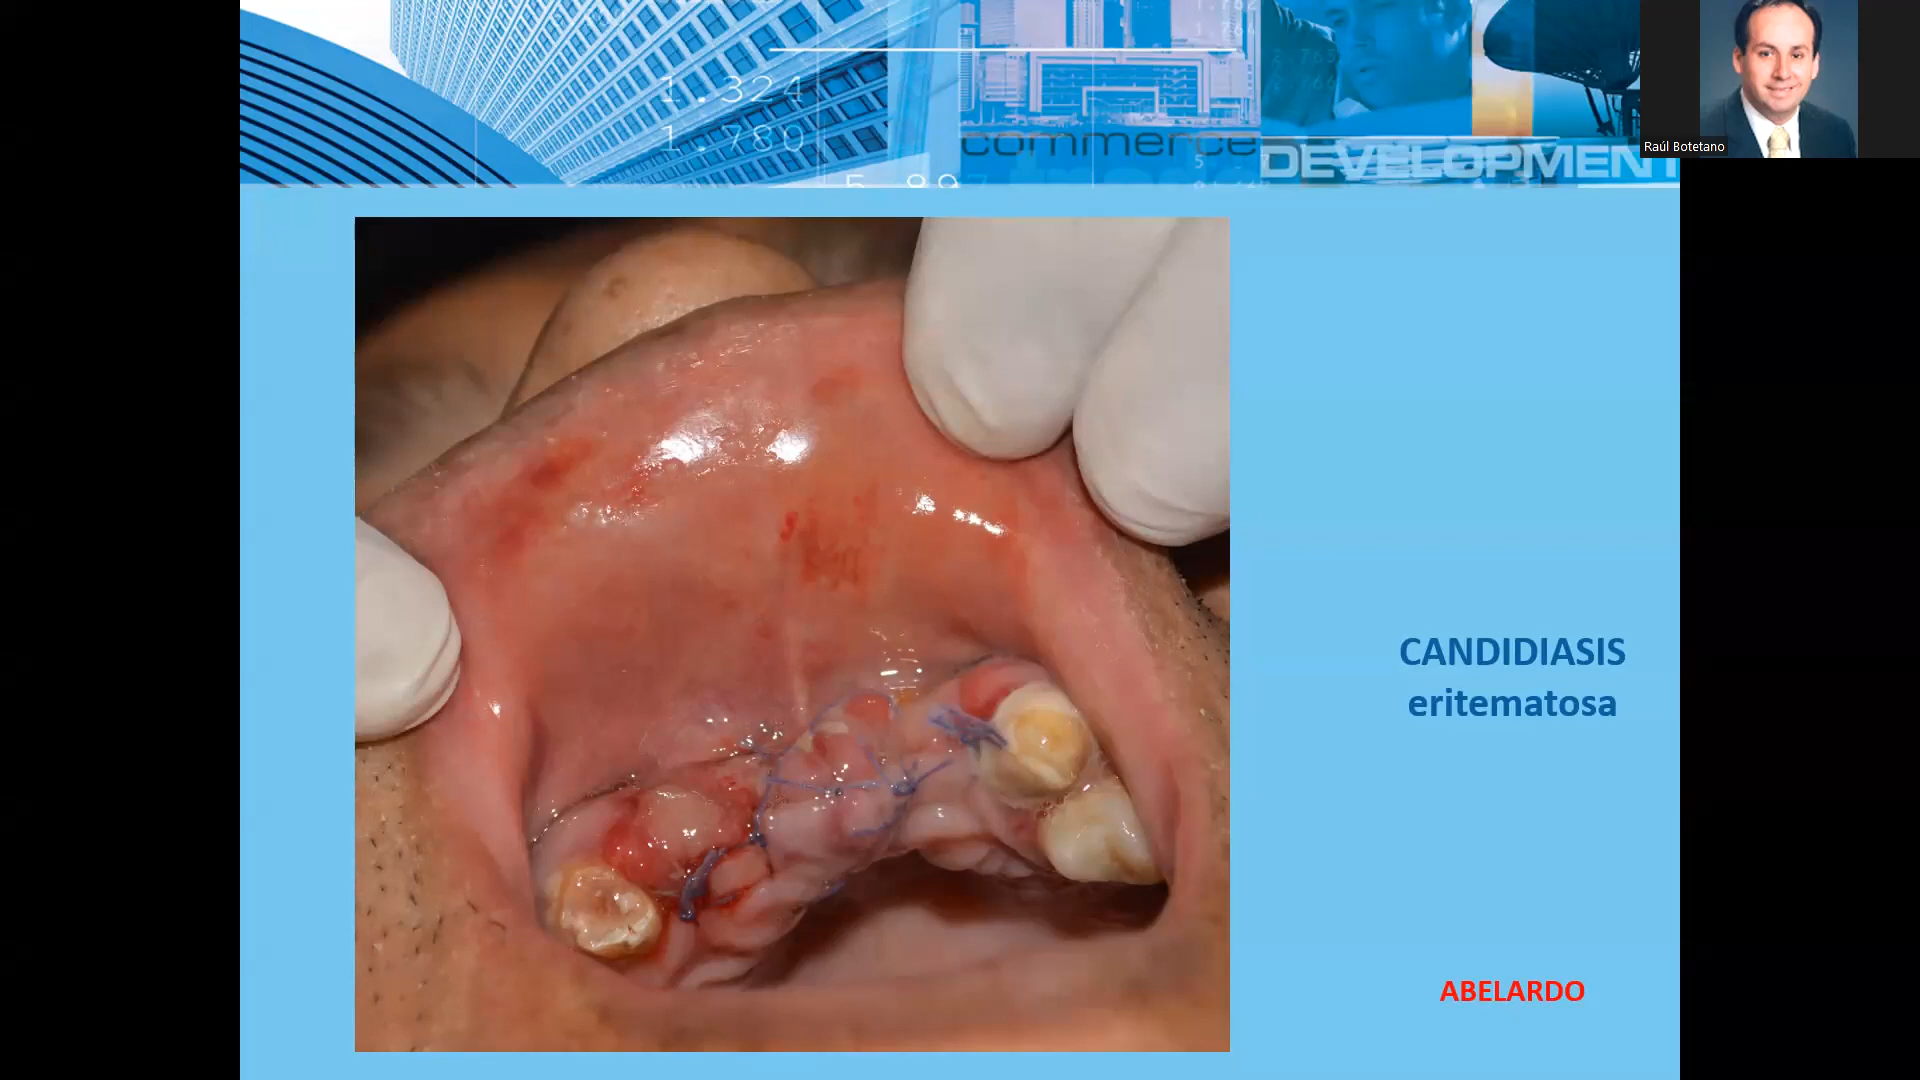 1.324
1.780
commerce
DEVELOPMENT
Raúl Botetano
CANDIDIASIS
eritematosa
ABELARDO